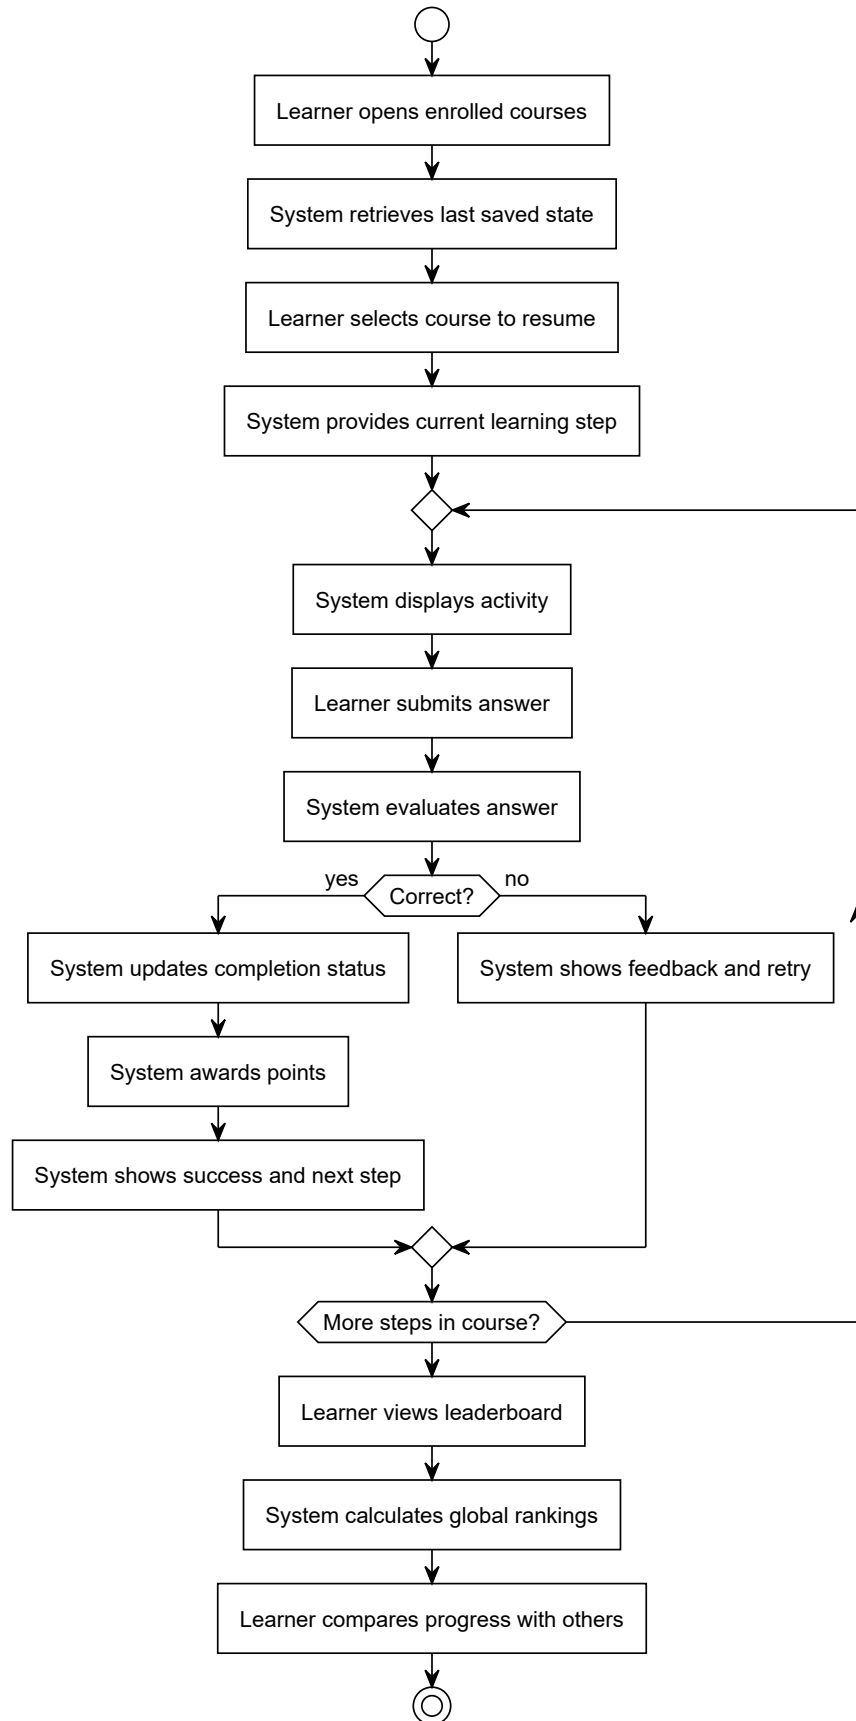 Learner opens enrolled courses
System retrieves last saved state
Learner selects course to resume
System provides current learning step
System displays activity
Learner submits answer
System evaluates answer
yes
Correct?
no
System updates completion status
System shows feedback and retry
System awards points
System shows success and next step
More steps in course?
Learner views leaderboard
System calculates global rankings
Learner compares progress with others